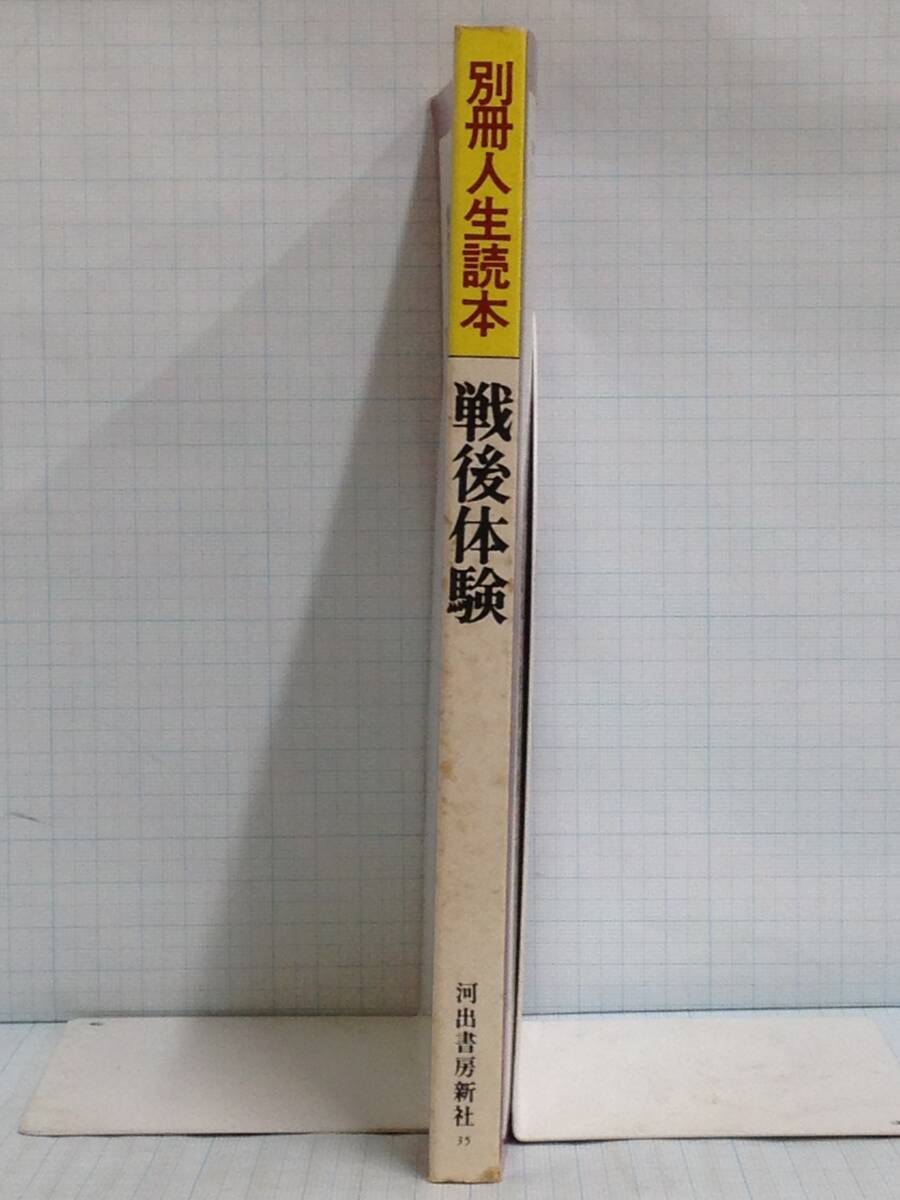 別冊人生読本
戦後体験
河出書房新社
35